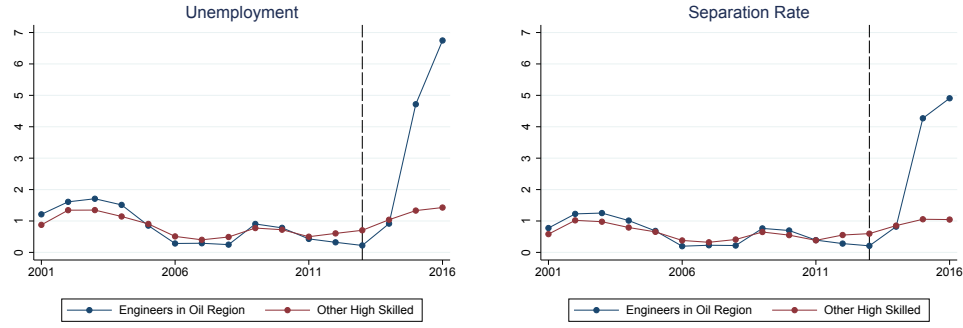 Unemployment
7
6
5
4
3
2
1
0
2001 2006 2011 2016
Engineers in Oil Region Other High Skilled
Separation Rate
7
6
5
4
3
2
1
0
2001 2006 2011 2016
Engineers in Oil Region Other High Skilled